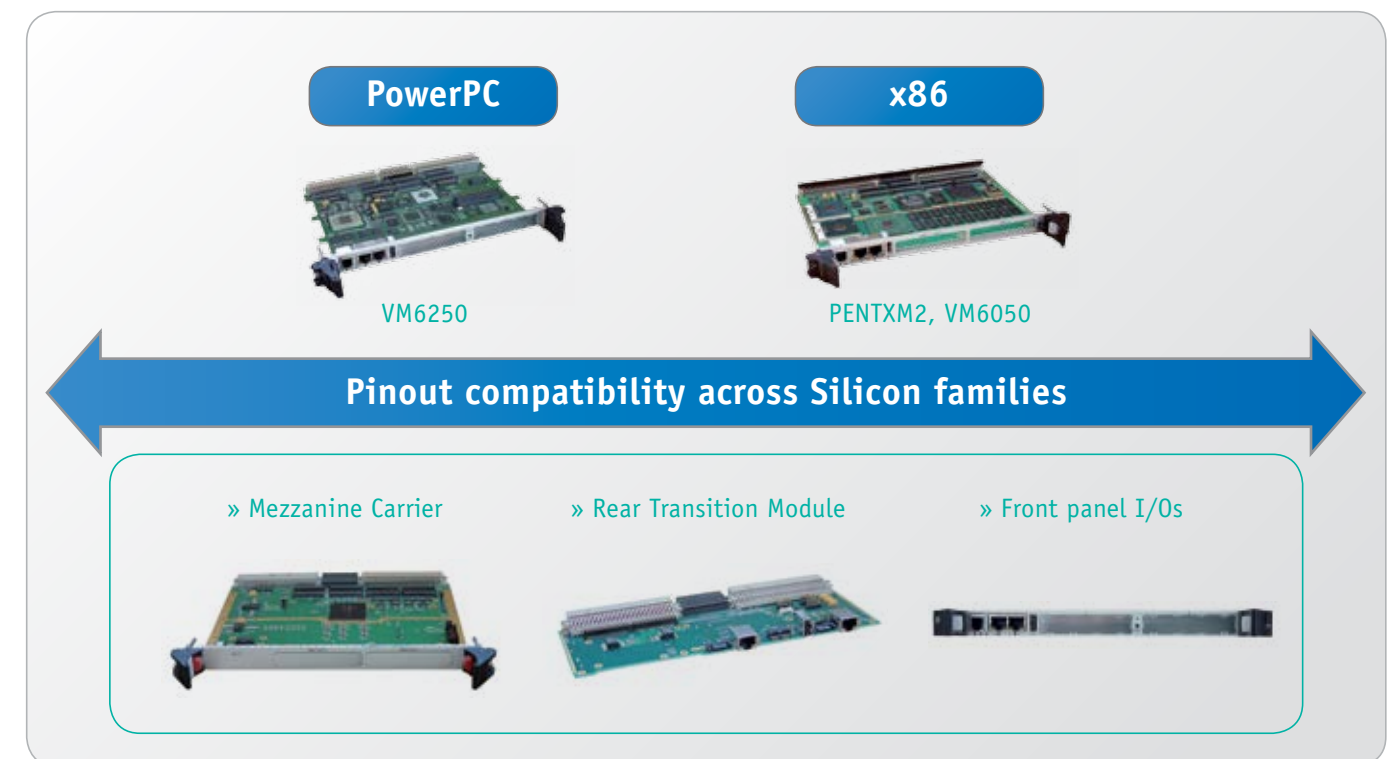 PowerPC
x86
VM6250
PENTXM2, VM6050
Pinout compatibility across Silicon families
» Mezzanine Carrier
» Rear Transition Module
» Front panel I/Os